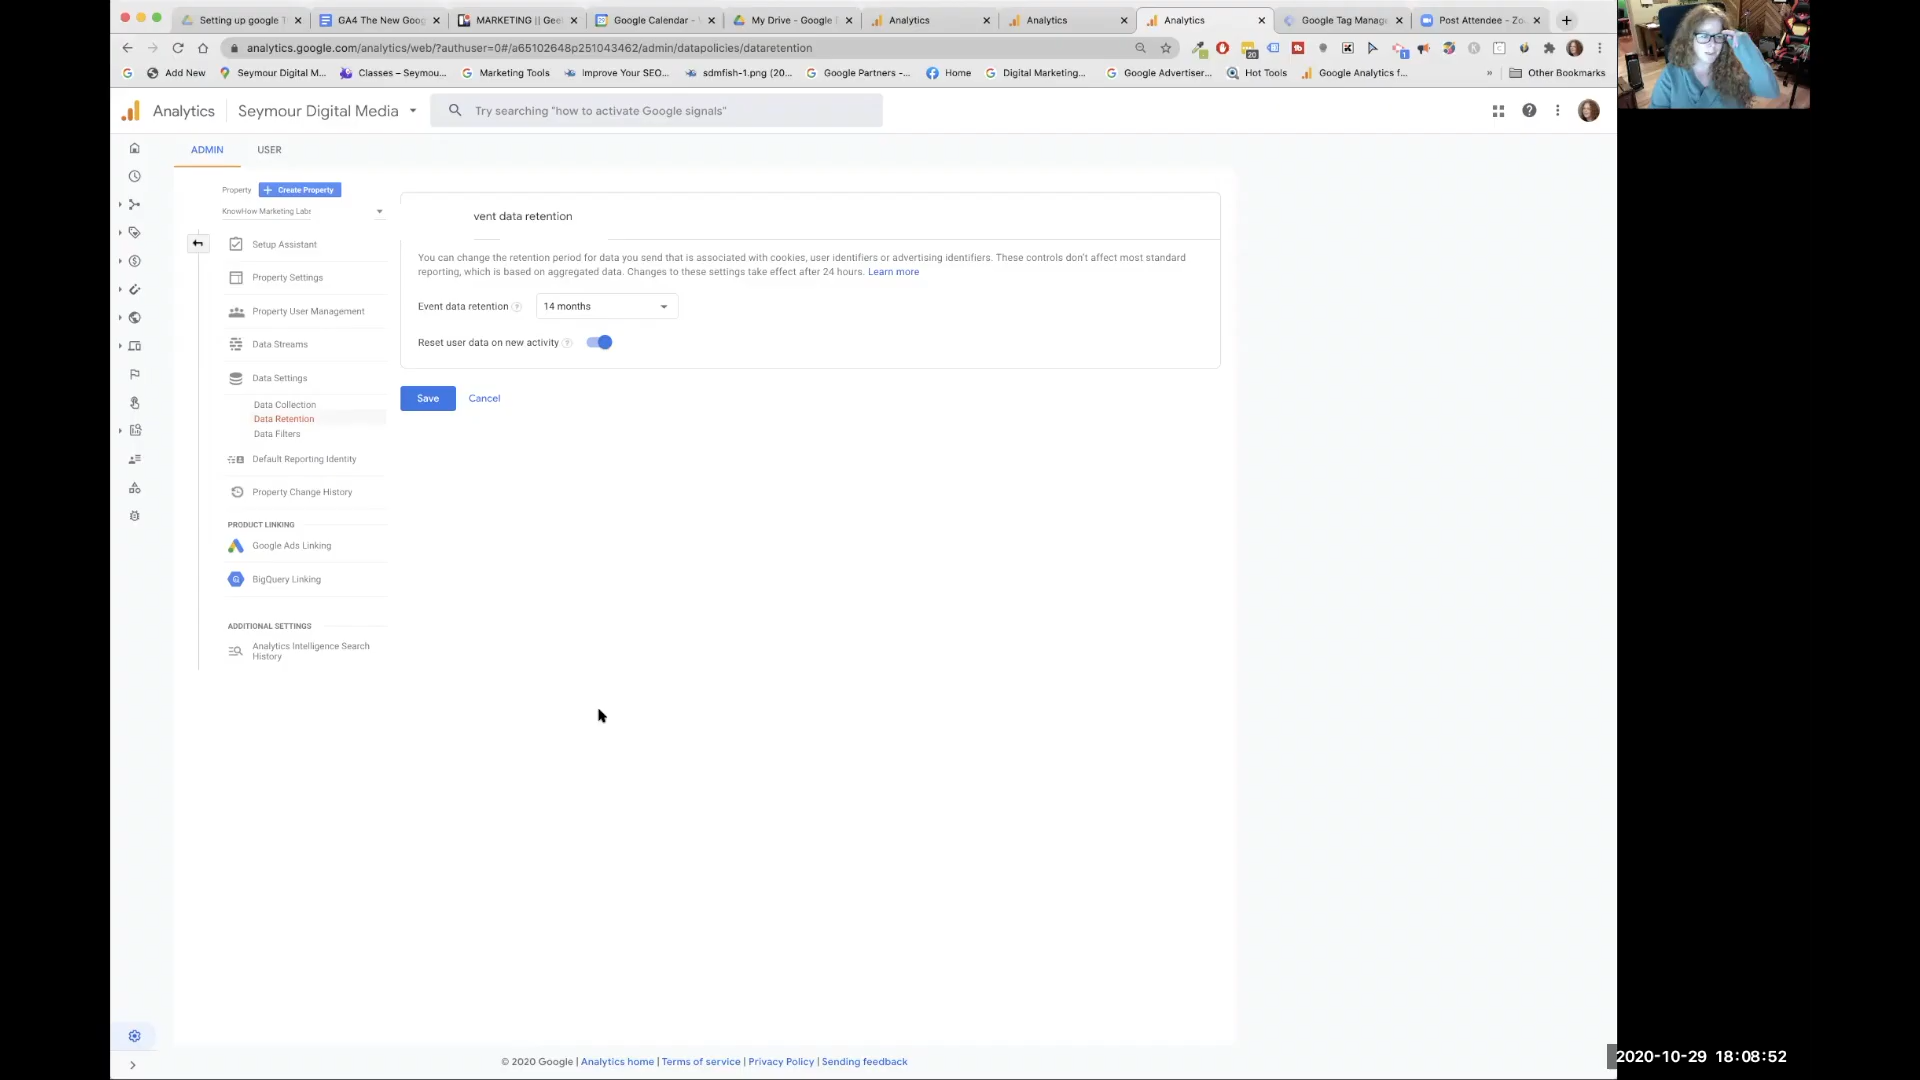 Setting up google T
GA4 The New Goog
MARKETING || Gee
Google Calendar -
My Drive - Google
Analytics
Analytics
Analytics
Google Tag Manag
Post Attendee - Zo
analytics.google.com/analytics/web/?authuser=0#/a65102648p251043462/admin/datapolicies/dataretention
Add New
Seymour Digital M...
Classes – Seymou...
Marketing Tools
Improve Your SEO...
sdmfish-1.png (20...
Google Partners -...
Home
Digital Marketing...
Google Advertiser...
Hot Tools
Google Analytics f...
Other Bookmarks
Analytics
Seymour Digital Media
Try searching "how to activate Google signals"
ADMIN
USER
Property
+ Create Property
KnowHow Marketing Labs
Setup Assistant
Property Settings
Property User Management
Data Streams
Data Settings
Data Collection
Data Retention
Data Filters
Default Reporting Identity
Property Change History
PRODUCT LINKING
Google Ads Linking
BigQuery Linking
ADDITIONAL SETTINGS
Analytics Intelligence Search
History
vent data retention
You can change the retention period for data you send that is associated with cookies, user identifiers or advertising identifiers. These controls don't affect most standard
reporting, which is based on aggregated data. Changes to these settings take effect after 24 hours. Learn more
Event data retention
14 months
Reset user data on new activity
Save
Cancel
© 2020 Google | Analytics home | Terms of service | Privacy Policy | Sending feedback
2020-10-29 18:08:52